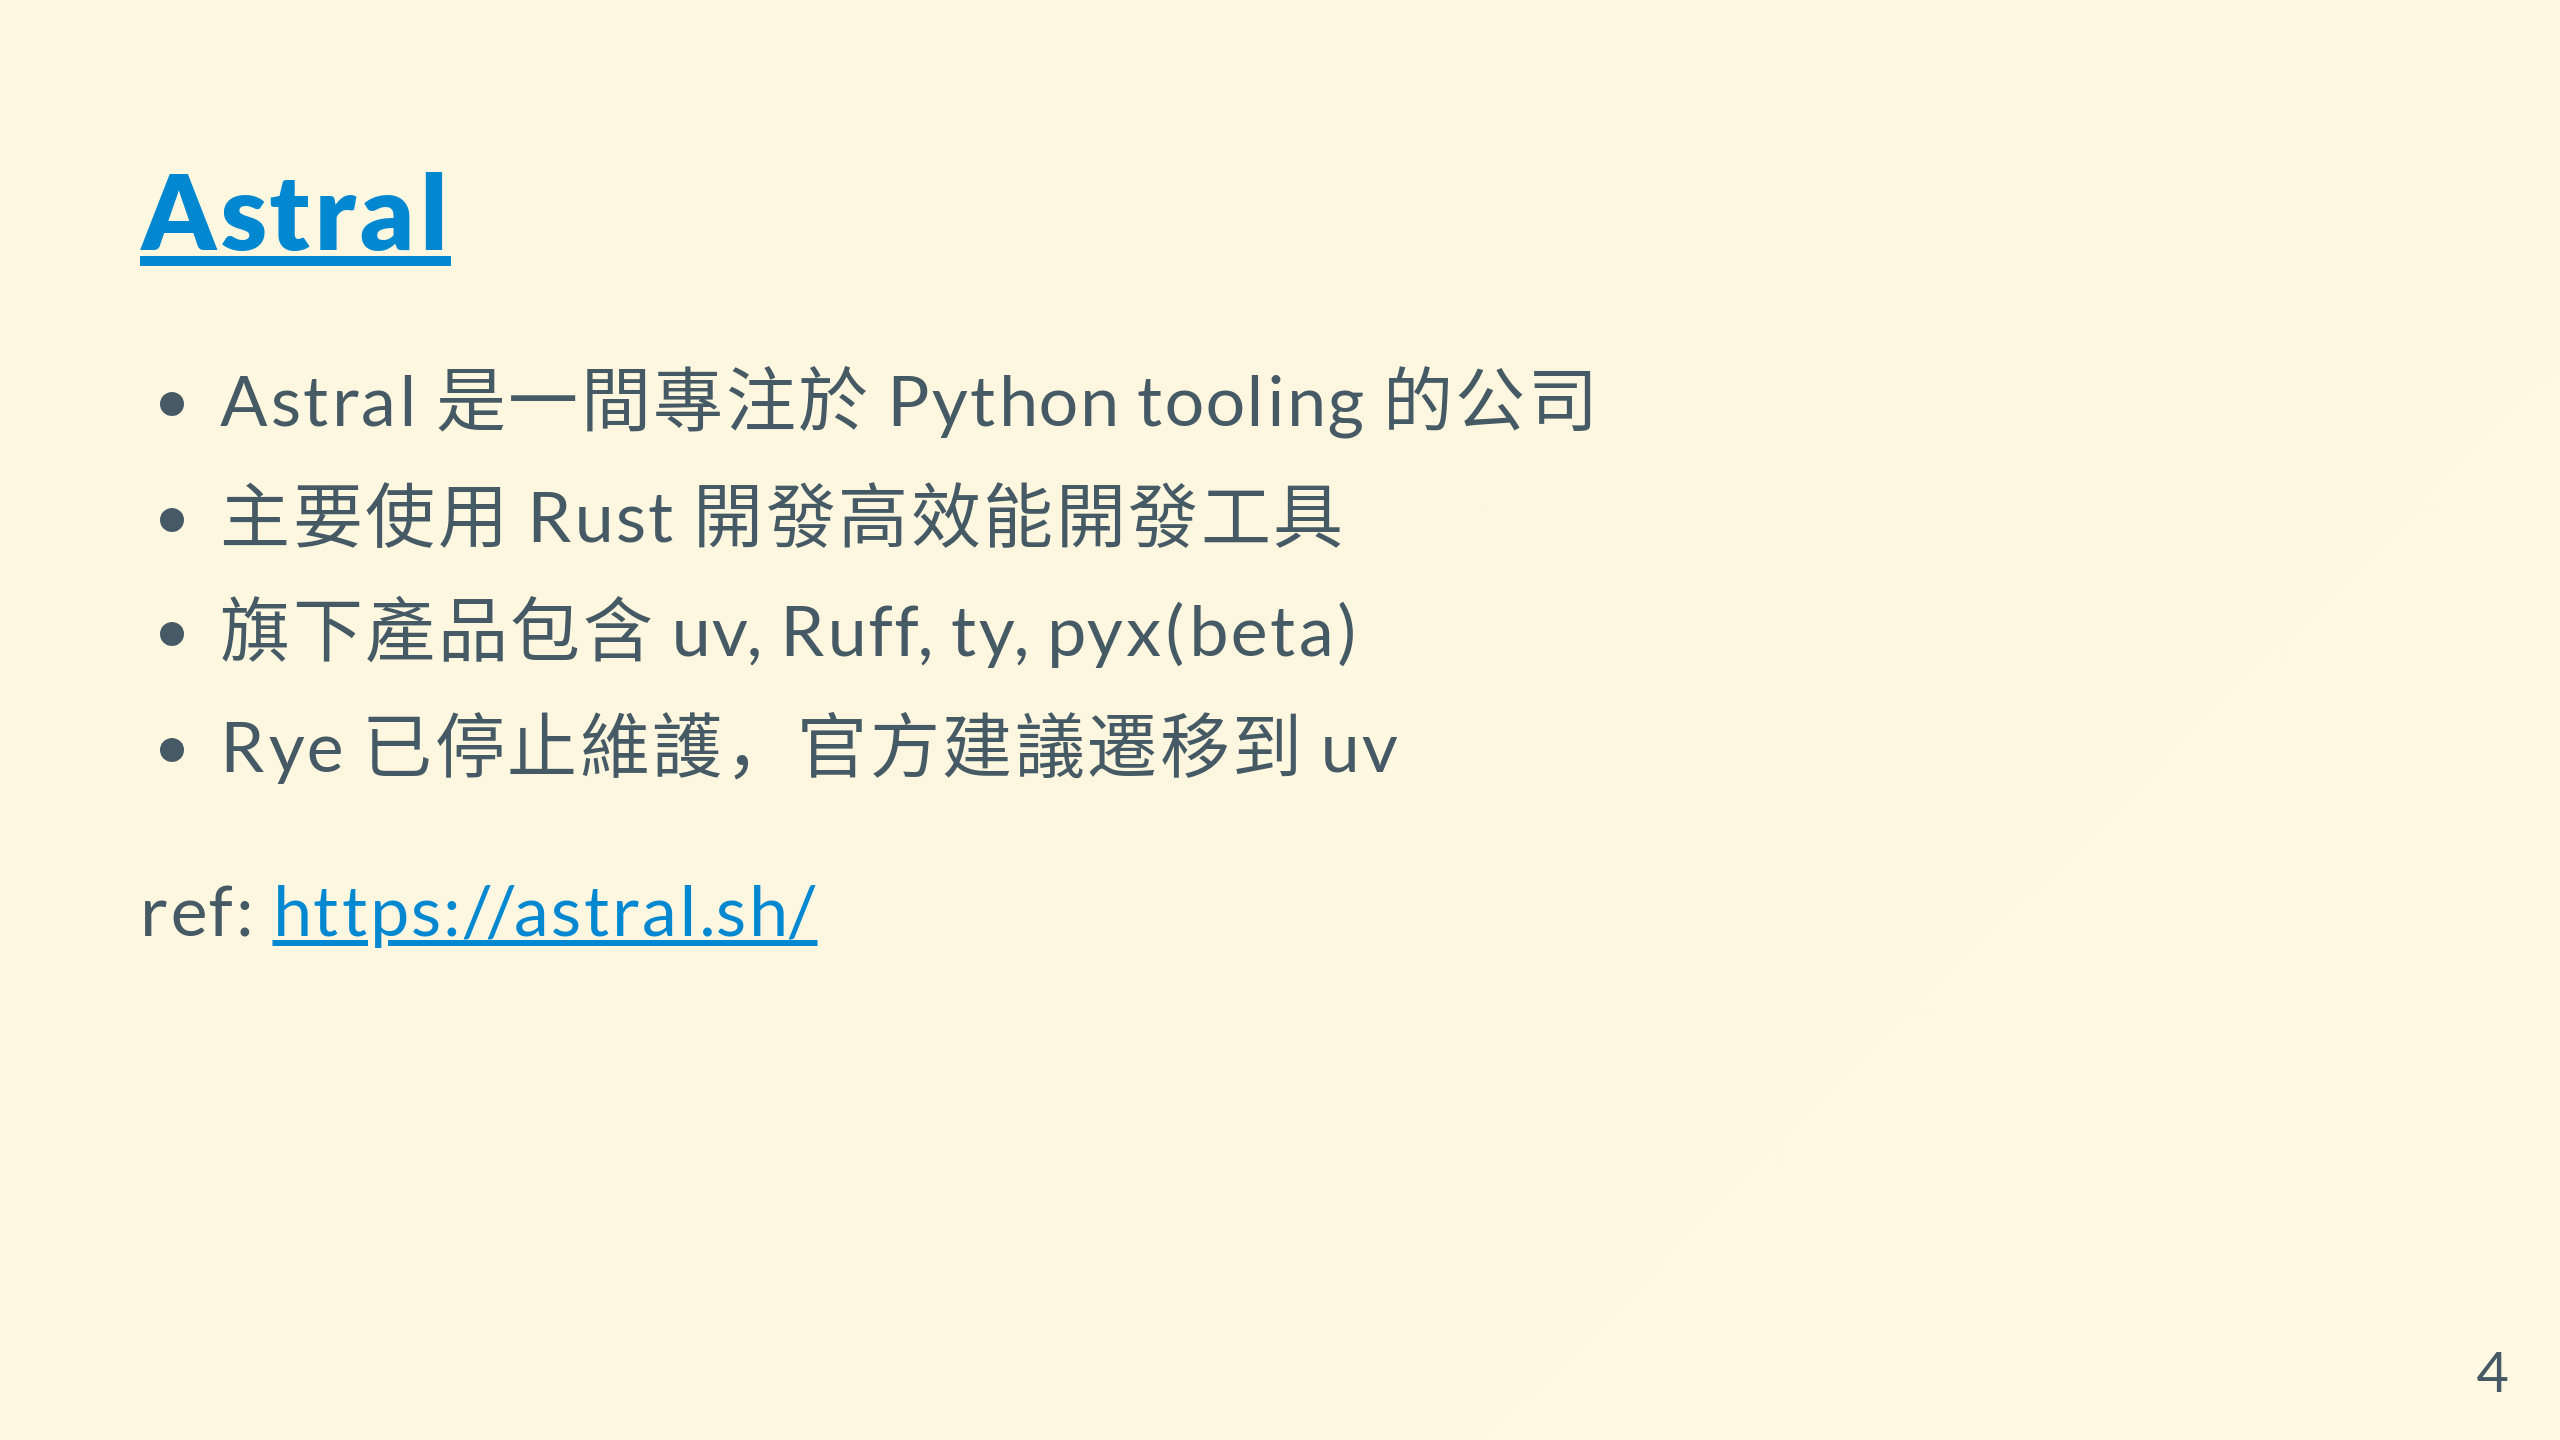 Astral
Astral 是一間專注於 Python tooling 的公司
主要使用 Rust 開發高效能開發工具
旗下產品包含 uv, Ruff, ty, pyx(beta)
Rye 已停止維護，官方建議遷移到 uv
ref: https://astral.sh/
4